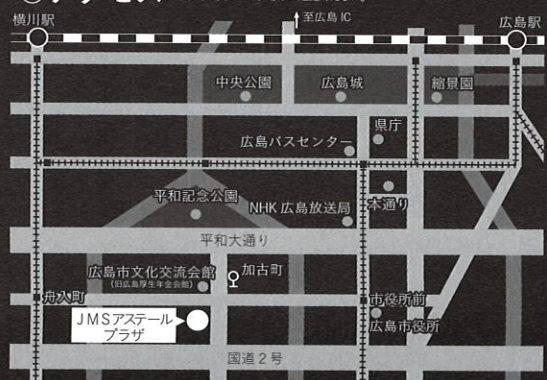 横川駅
至広島IC
広島駅
中央公園
広島城
縮景園
県庁
広島バスセンター
平和記念公園
NHK広島放送局
本通り
平和大通り
広島市文化交流会館
(旧広島厚生年金会館)
加古町
舟入町
市役所前
JMSアステール
プラザ
広島市役所
国道2号